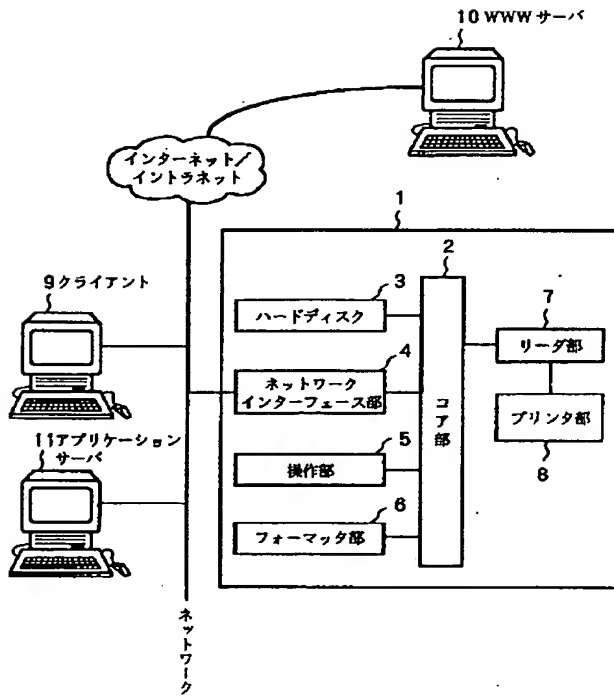 10 WWW サーバ
インターネット/
イントラネット
1
2
9クライアント
3
ハードディスク
7
リーダ部
4
ネットワーク
インターフェース部
コア部
プリンタ部
8
11アプリケーション
サーバ
5
操作部
6
フォーマッタ部
ネットワーク